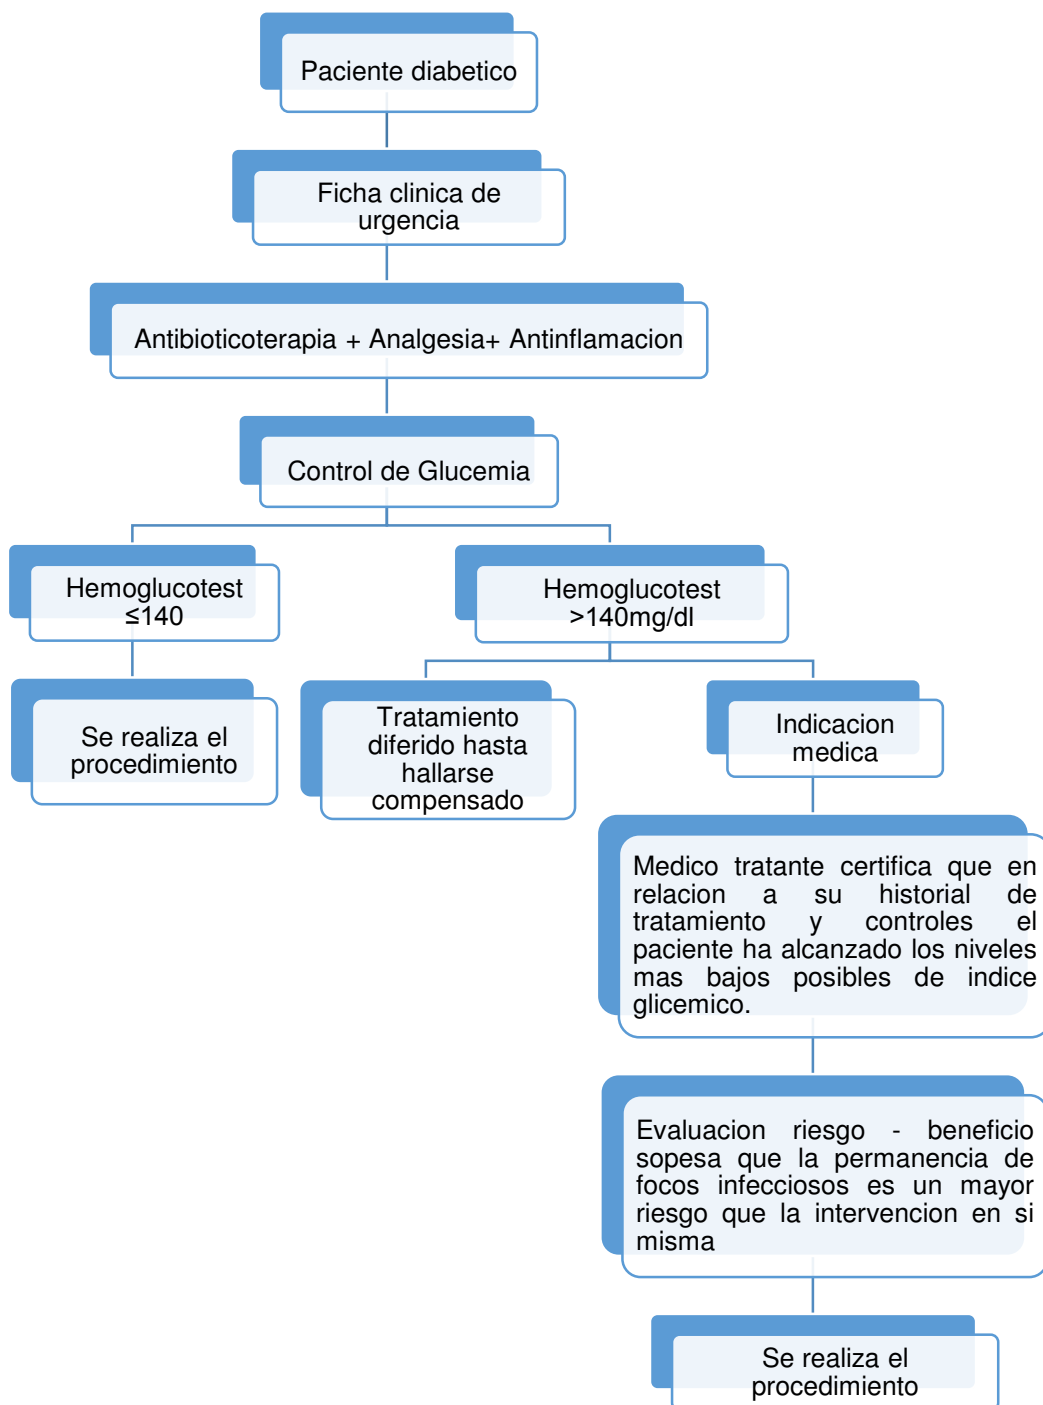 Paciente diabetico
Ficha clinica de
urgencia
Antibioticoterapia + Analgesia+ Antinflamacion
Control de Glucemia
Hemoglucotest
≤140
Hemoglucotest
>140mg/dl
Se realiza el
procedimiento
Tratamiento
diferido hasta
hallarse
compensado
Indicacion
medica
Medico tratante certifica que en
relacion a su historial de
tratamiento y controles el
paciente ha alcanzado los niveles
mas bajos posibles de indice
glicemico.
Evaluacion riesgo - beneficio
sopesa que la permanencia de
focos infecciosos es un mayor
riesgo que la intervencion en si
misma
Se realiza el
procedimiento